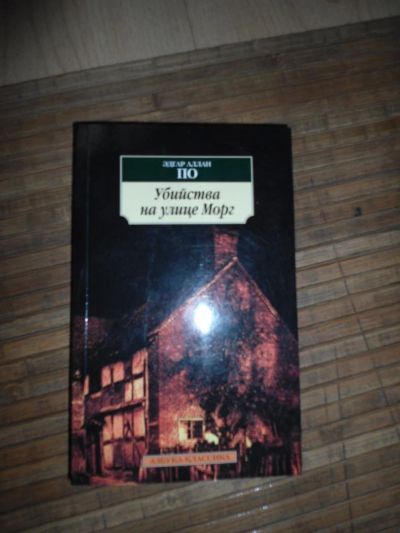 ЭДГАР АЛЛАН
ПО
Убийства
на улице Морг
АЗБУКА-КЛАССИКА